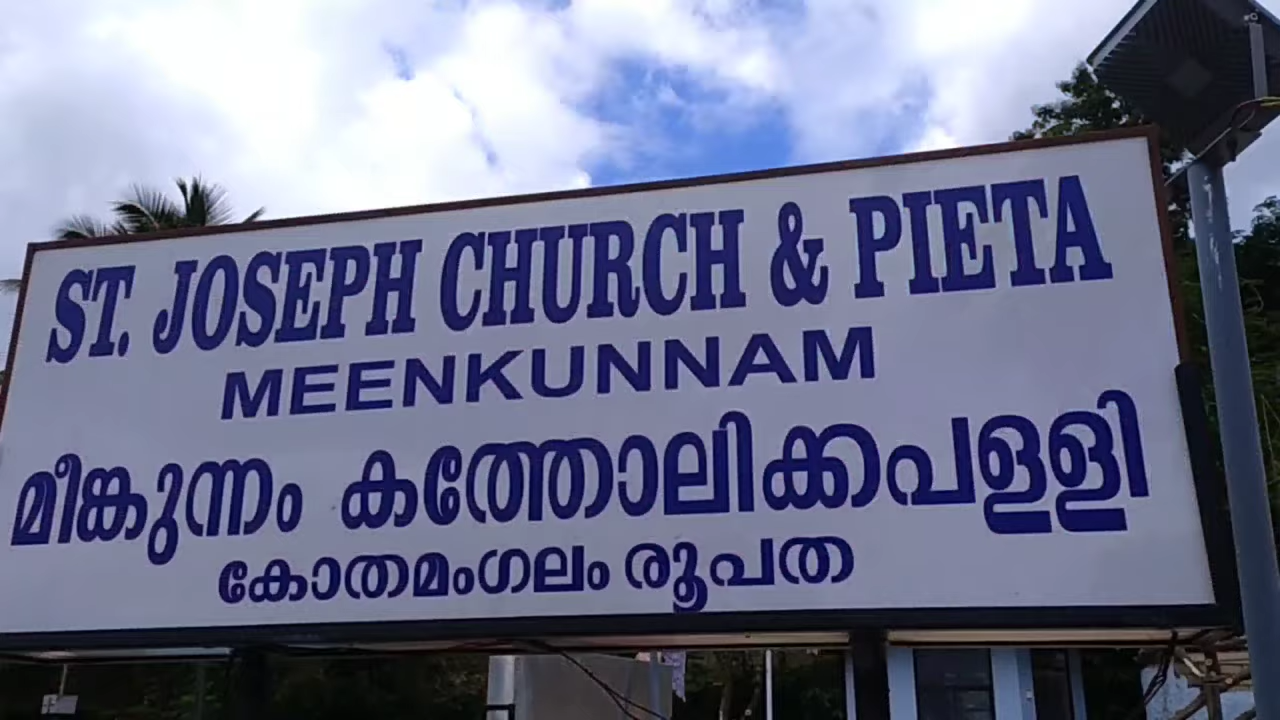 ST. JOSEPH CHURCH & PIETA
MEENKUNNAM
മീങ്കുന്നം കത്തോലിക്കപള്ളി
കോതമംഗലം രൂപത